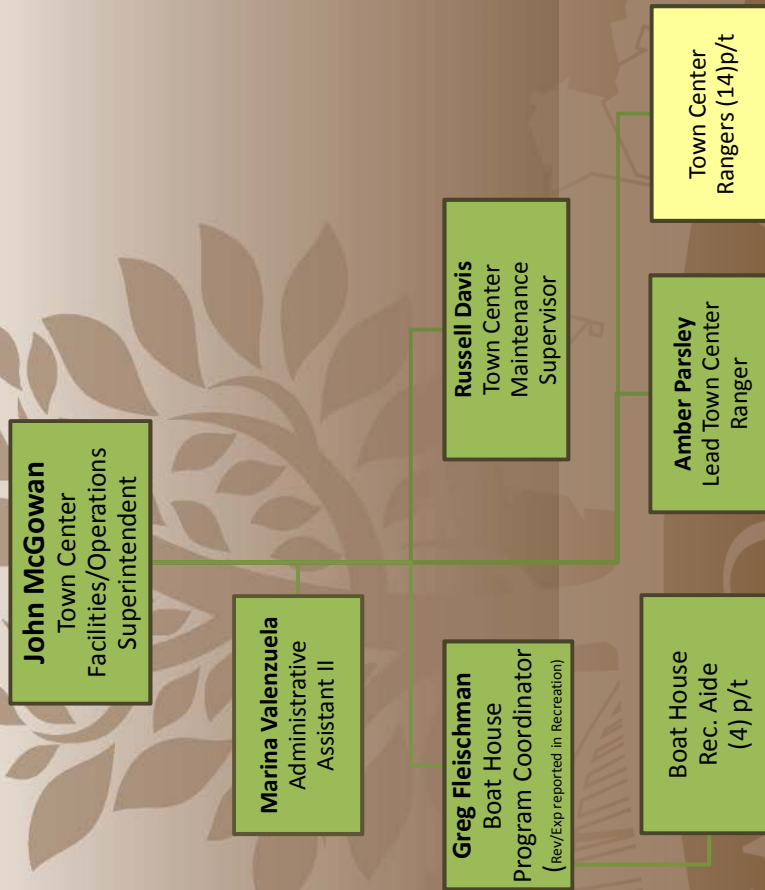 John McGowan
Town Center
Facilities/Operations
Superintendent
Marina Valenzuela
Administrative
Assistant II
Greg Fleischman
Boat House
Program Coordinator
(Rev/Exp reported in Recreation)
Russell Davis
Town Center
Maintenance
Supervisor
Boat House
Rec. Aide
(4) p/t
Amber Parsley
Lead Town Center
Ranger
Town Center
Rangers (14)p/t